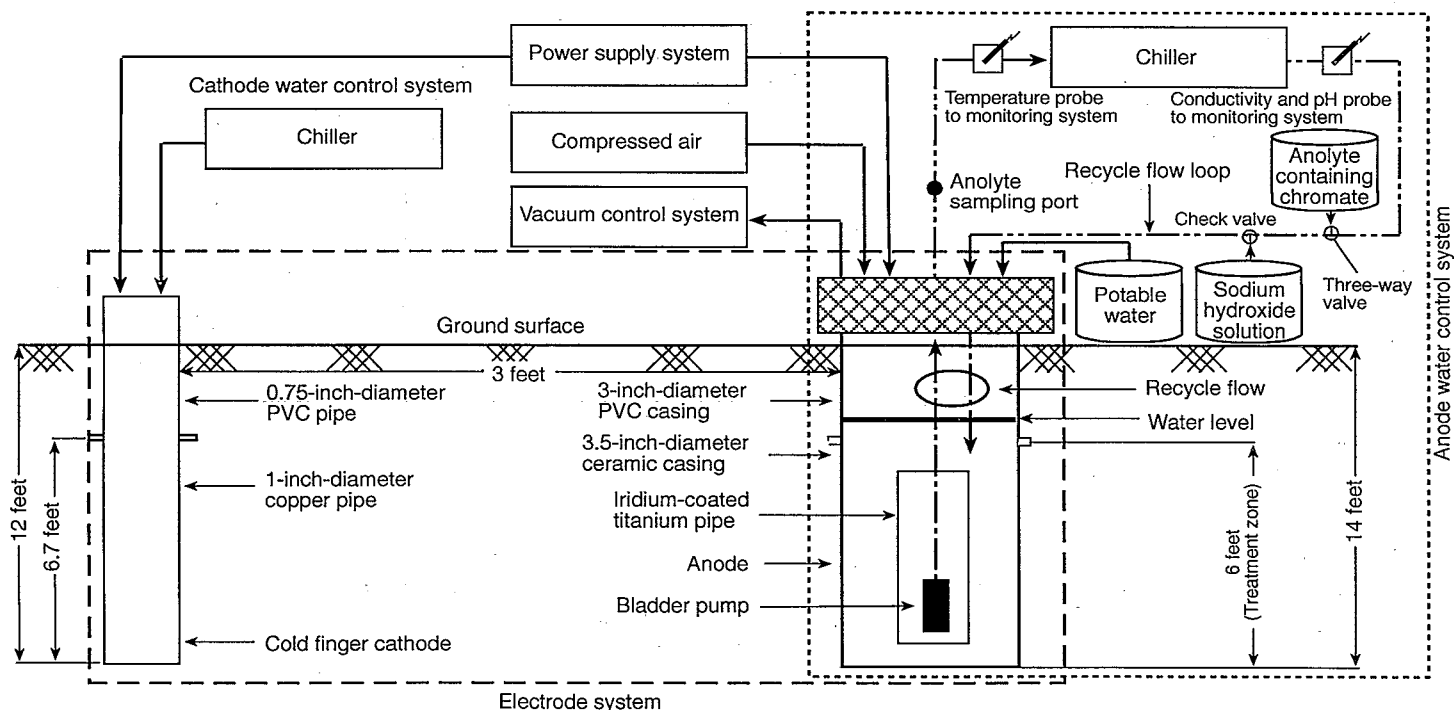 Power supply system
Cathode water control system
Chiller
Compressed air
Vacuum control system
Chiller
Temperature probe
to monitoring system
Conductivity and pH probe
to monitoring system
Anolyte
containing
chromate
Anolyte
sampling port
Recycle flow loop
Check valve
Three-way
valve
Potable
water
Sodium
hydroxide
solution
Anode water control system
Ground surface
3 feet
0.75-inch-diameter
PVC pipe
3-inch-diameter
PVC casing
Recycle flow
Water level
3.5-inch-diameter
ceramic casing
1-inch-diameter
copper pipe
Iridium-coated
titanium pipe
12 feet
6.7 feet
6 feet
(Treatment zone)
14 feet
Anode
Bladder pump
Cold finger cathode
Electrode system